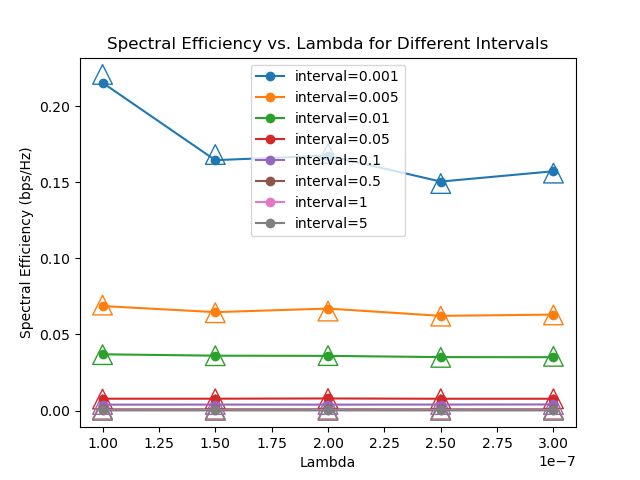 Spectral Efficiency vs. Lambda for Different Intervals
Spectral Efficiency (bps/Hz)
0.20
0.15
0.10
0.05
0.00
interval=0.001
interval=0.005
interval=0.01
interval=0.05
interval=0.1
interval=0.5
interval=1
interval=5
1.00 1.25 1.50 1.75 2.00 2.25 2.50 2.75 3.00
1e−7
Lambda